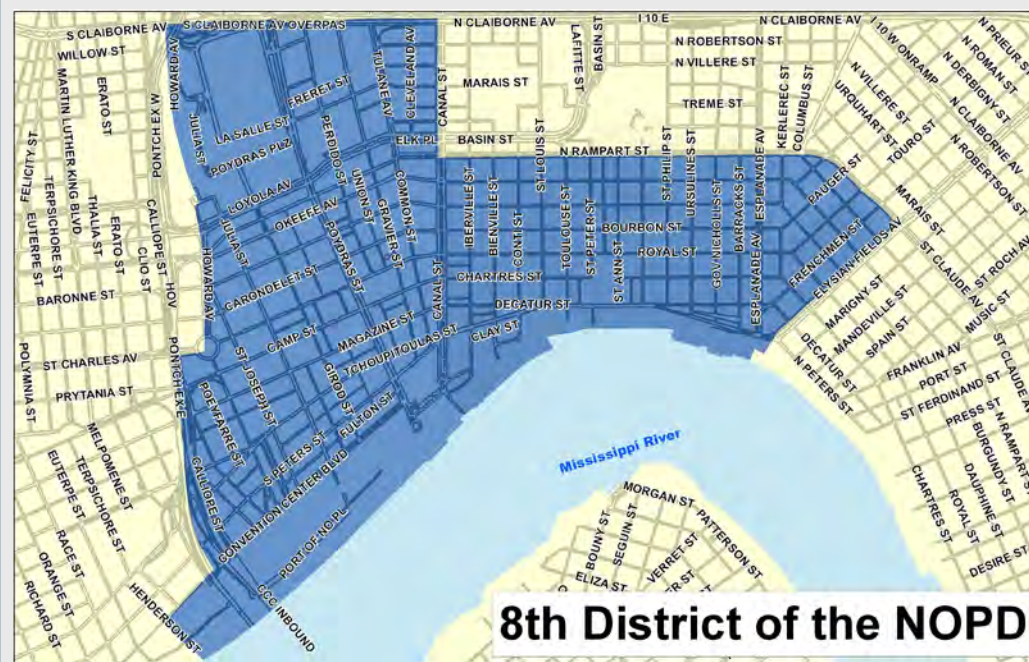 S CLAIBORNE AV
S CLAIBORNE AV OVERPAS
N CLAIBORNE AV
I 10 E
N CLAIBORNE AV
I 10 W ONRAMP
N PRIEUR S
WILLOW ST
HOWARD AV
TULANE AV
CLEVELAND AV
CANAL ST
LAFITTE ST
BASIN ST
N ROBERTSON ST
N VILLERE ST
N ROMAN ST
N DERBIGNY ST
MARTIN LUTHER KING BLVD
ERATO ST
PONTCH EXP W
FRERET ST
MARAIS ST
TREME ST
KERLEREC ST
COLUMBUS ST
N VILLERE ST
URQUHART ST
TOURO ST
N CLAIBORNE AV
N ROBERTSON ST
FELICITY ST
JULIA ST
LA SALLE ST
POYDRAS PLZ
PERDIDO ST
ELK PL
BASIN ST
ST LOUIS ST
N RAMPART ST
ST PHILIP ST
URSULINES ST
ESPLANADE AV
PAUGER ST
MARAIS ST
TERPSICHORE ST
EUTERPE ST
THALIA ST
ERATO ST
CLIO ST
CALLIOPE ST
HOV
LOYOLA AV
OKEEFE AV
UNION ST
GRAVIER ST
COMMON ST
IBERVILLE ST
BIENVILLE ST
CONTI ST
TOULOUSE ST
ST PETER ST
ST ANN ST
BOURBON ST
ROYAL ST
GOV NICHOLLS ST
BARRACKS ST
ESPLANADE AV
FRENCHMEN ST
ELYSIAN FIELDS AV
ST CLAUDE AV
ST ROCH AV
BARONNE ST
HOWARD AV
JULIA ST
CARONDELET ST
POYDRAS ST
CANAL ST
CHARTRES ST
DECATUR ST
MARIGNY ST
MANDEVILLE ST
SPAIN ST
MUSIC ST
ST CHARLES AV
POLYMNIA ST
PRYTANIA ST
CAMP ST
MAGAZINE ST
TCHOUPITOULAS ST
CLAY ST
DECATUR ST
N PETERS ST
FRANKLIN AV
PORT ST
ST FERDINAND ST
PRESS ST
ST CLAUDE A
N RAMPART S
BURGUNDY ST
DAUPHINE ST
ROYAL ST
CHARTRES ST
DESIRE ST
ST JOSEPH ST
POEYFARRE ST
GIROD ST
FULTON ST
S PETERS ST
CONVENTION CENTER BLVD
PORT OF NO PL
CALLIOPE ST
CCC INBOUND
HENDERSON ST
MELPOMENE ST
TERPSICHORE ST
EUTERPE ST
RACE ST
ORANGE ST
RICHARD ST
Mississippi River
MORGAN ST
PATTERSON ST
BOUNY ST
SEGUIN ST
VERRET ST
ELIZA ST
8th District of the NOPD